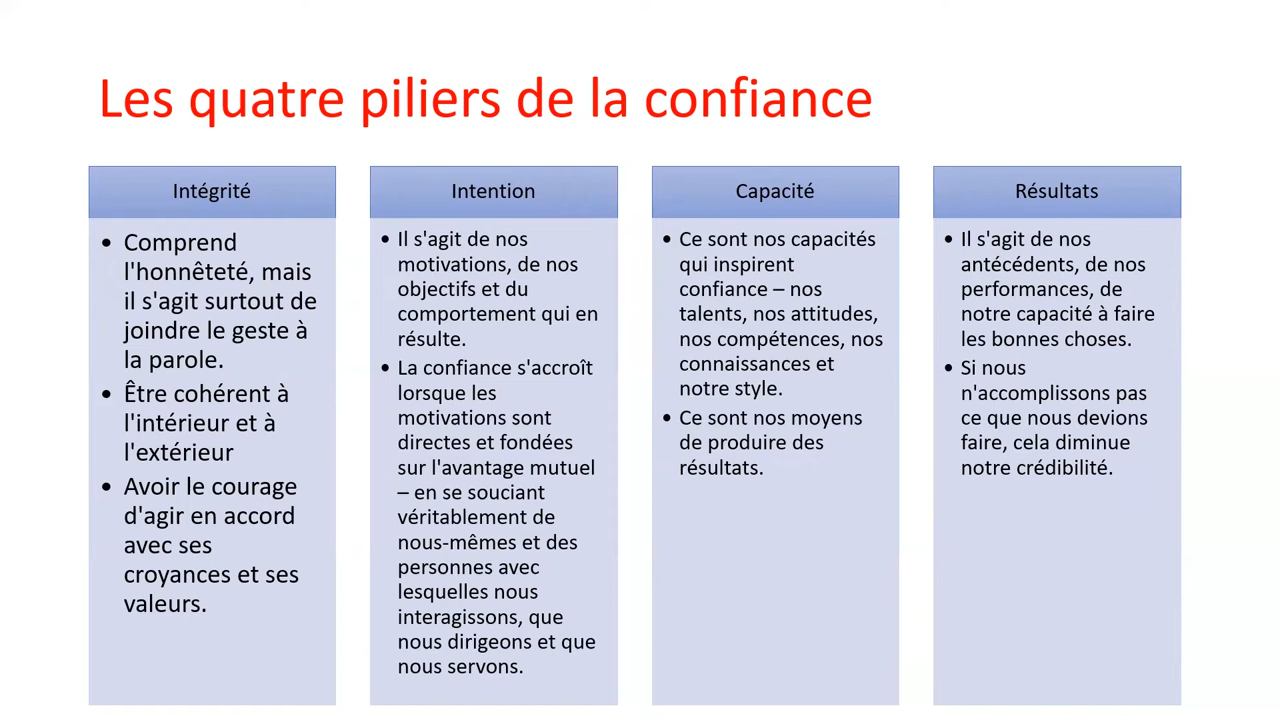 Les quatre piliers de la confiance
Intégrité
• Comprend
l'honnêteté, mais
il s'agit surtout de
joindre le geste à
la parole.
• Être cohérent à
l'intérieur et à
l'extérieur
• Avoir le courage
d'agir en accord
avec ses
croyances et ses
valeurs.
Intention
• Il s'agit de nos
motivations, de nos
objectifs et du
comportement qui en
résulte.
• La confiance s'accroît
lorsque les
motivations sont
directes et fondées
sur l'avantage mutuel
– en se souciant
véritablement de
nous-mêmes et des
personnes avec
lesquelles nous
interagissons, que
nous dirigeons et que
nous servons.
Capacité
• Ce sont nos capacités
qui inspirent
confiance – nos
talents, nos attitudes,
nos compétences, nos
connaissances et
notre style.
• Ce sont nos moyens
de produire des
résultats.
Résultats
• Il s'agit de nos
antécédents, de nos
performances, de
notre capacité à faire
les bonnes choses.
• Si nous
n'accomplissons pas
ce que nous devions
faire, cela diminue
notre crédibilité.